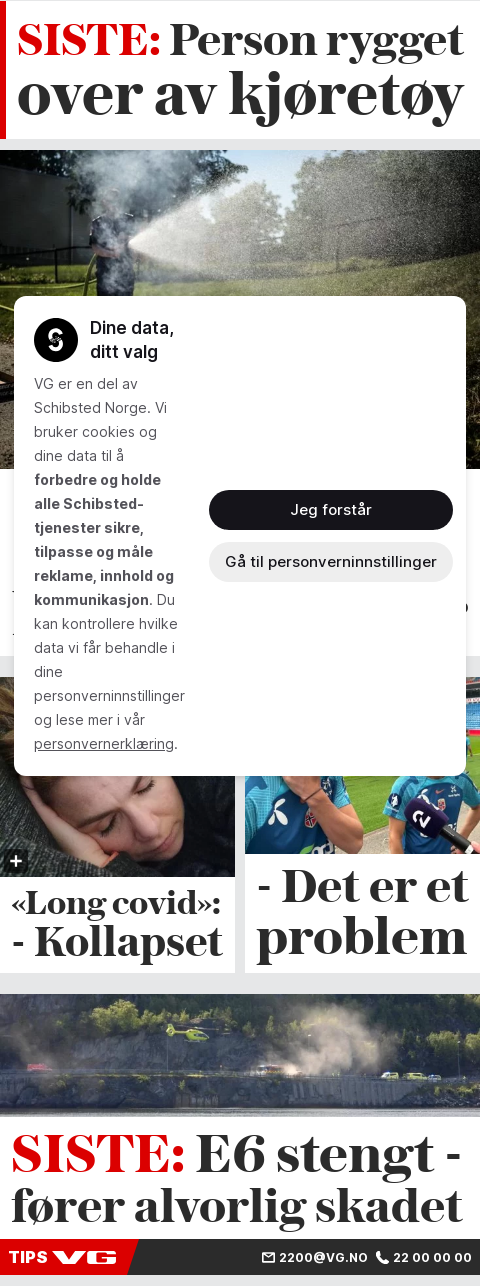 SISTE: Person rygget
over av kjøretøy
Dine data,
ditt valg
VG er en del av
Schibsted Norge. Vi
bruker cookies og
dine data til å
forbedre og holde
alle Schibsted-
tjenester sikre,
tilpasse og måle
reklame, innhold og
kommunikasjon. Du
kan kontrollere hvilke
data vi får behandle i
dine
personverninnstillinger
og lese mer i vår
personvernerklæring.
Jeg forstår
Gå til personverninnstillinger
«Long covid»:
- Kollapset
- Det er et
problem
SISTE: E6 stengt -
fører alvorlig skadet
TIPS VG 2200@VG.NO 22 00 00 00